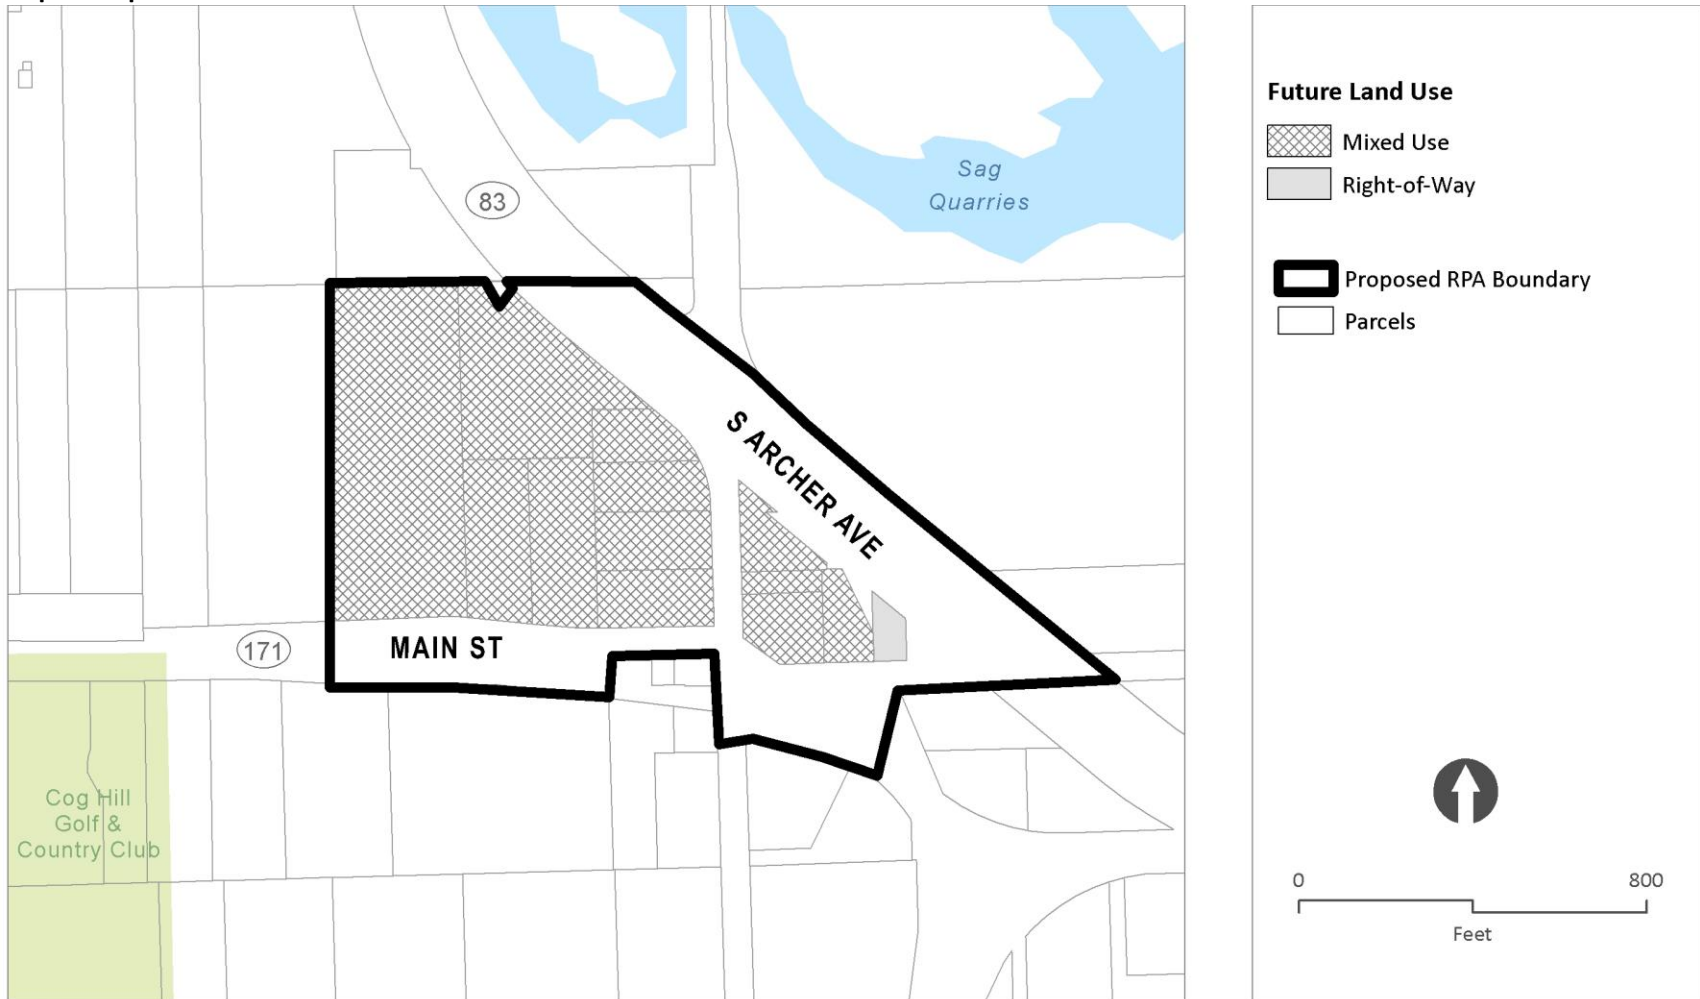 83
Sag
Quarries
S ARCHER AVE
MAIN ST
171
Cog Hill
Golf &
Country Club
Future Land Use
Mixed Use
Right-of-Way
Proposed RPA Boundary
Parcels
0 800
Feet